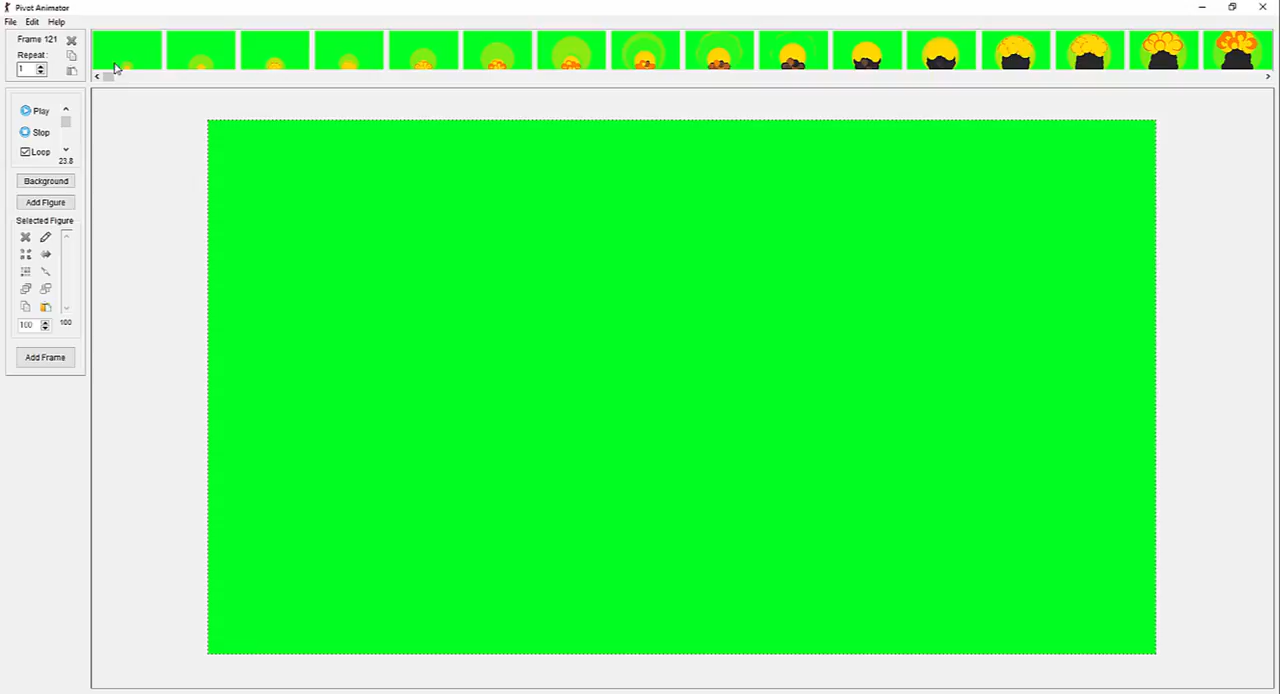 Pivot Animator
File Edit Help
Frame 121
Repeat:
1
Play
Stop
Loop
23.8
Background
Add Figure
Selected Figure
100
100
Add Frame